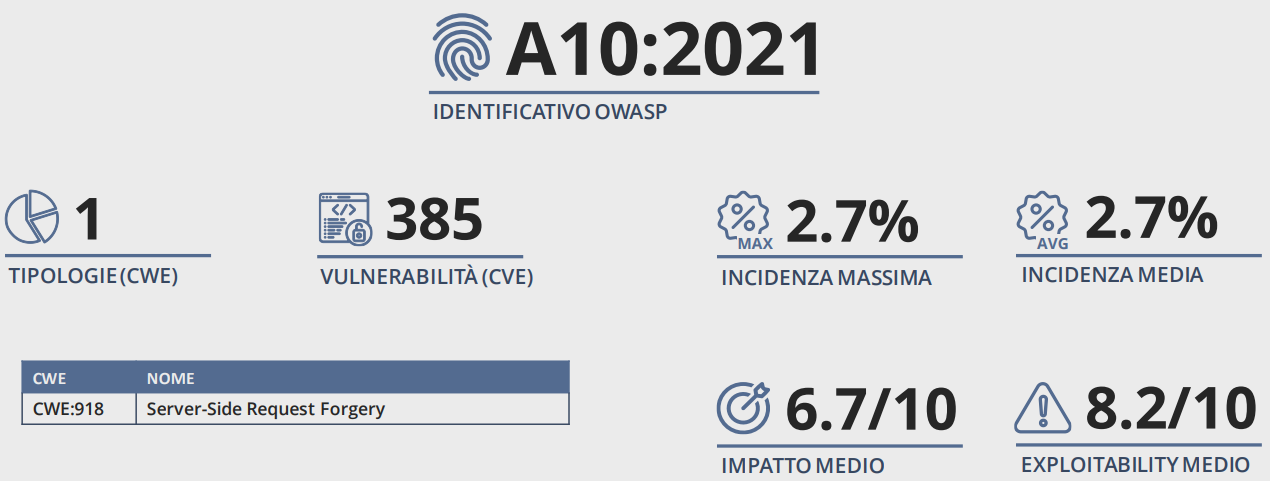 A10:2021
IDENTIFICATIVO OWASP
1
TIPOLOGIE (CWE)
385
VULNERABILITÀ (CVE)
MAX 2.7%
INCIDENZA MASSIMA
AVG 2.7%
INCIDENZA MEDIA
CWE NOME
CWE:918 Server-Side Request Forgery
6.7/10
IMPATTO MEDIO
8.2/10
EXPLOITABILITY MEDIO